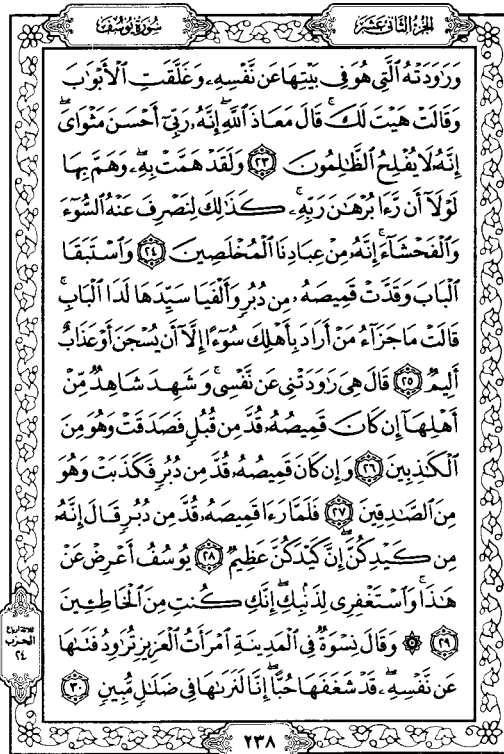 الجزء الثاني عشر
سورة يوسف
وَرَٰوَدَتْهُ ٱلَّتِى هُوَ فِى بَيْتِهَا عَن نَّفْسِهِۦ وَغَلَّقَتِ ٱلْأَبْوَٰبَ
وَقَالَتْ هَيْتَ لَكَ ۚ قَالَ مَعَاذَ ٱللَّهِ ۖ إِنَّهُۥ رَبِّىٓ أَحْسَنَ مَثْوَاىَ ۖ
إِنَّهُۥ لَا يُفْلِحُ ٱلظَّٰلِمُونَ ٢٣ وَلَقَدْ هَمَّتْ بِهِۦ ۖ وَهَمَّ بِهَا
لَوْلَآ أَن رَّءَا بُرْهَٰنَ رَبِّهِۦ ۚ كَذَٰلِكَ لِنَصْرِفَ عَنْهُ ٱلسُّوٓءَ
وَٱلْفَحْشَآءَ ۚ إِنَّهُۥ مِنْ عِبَادِنَا ٱلْمُخْلَصِينَ ٢٤ وَٱسْتَبَقَا
ٱلْبَابَ وَقَدَّتْ قَمِيصَهُۥ مِن دُبُرٍ وَأَلْفَيَا سَيِّدَهَا لَدَا ٱلْبَابِ ۚ
قَالَتْ مَا جَزَآءُ مَنْ أَرَادَ بِأَهْلِكَ سُوٓءًا إِلَّآ أَن يُسْجَنَ أَوْ عَذَابٌ
أَلِيمٌ ٢٥ قَالَ هِىَ رَٰوَدَتْنِى عَن نَّفْسِى ۚ وَشَهِدَ شَاهِدٌ مِّنْ
أَهْلِهَآ إِن كَانَ قَمِيصُهُۥ قُدَّ مِن قُبُلٍ فَصَدَقَتْ وَهُوَ مِنَ
ٱلْكَٰذِبِينَ ٢٦ وَإِن كَانَ قَمِيصُهُۥ قُدَّ مِن دُبُرٍ فَكَذَبَتْ وَهُوَ
مِنَ ٱلصَّٰدِقِينَ ٢٧ فَلَمَّا رَءَا قَمِيصَهُۥ قُدَّ مِن دُبُرٍ قَالَ إِنَّهُۥ
مِن كَيْدِكُنَّ ۖ إِنَّ كَيْدَكُنَّ عَظِيمٌ ٢٨ يُوسُفُ أَعْرِضْ عَنْ
هَٰذَا ۚ وَٱسْتَغْفِرِى لِذَنۢبِكِ ۖ إِنَّكِ كُنتِ مِنَ ٱلْخَاطِـِٔينَ
٢٩ ۞ وَقَالَ نِسْوَةٌ فِى ٱلْمَدِينَةِ ٱمْرَأَتُ ٱلْعَزِيزِ تُرَٰوِدُ فَتَىٰهَا
عَن نَّفْسِهِۦ ۖ قَدْ شَغَفَهَا حُبًّا ۖ إِنَّا لَنَرَىٰهَا فِى ضَلَٰلٍ مُّبِينٍ ٣٠
الحزب
٢٤
٢٣٨